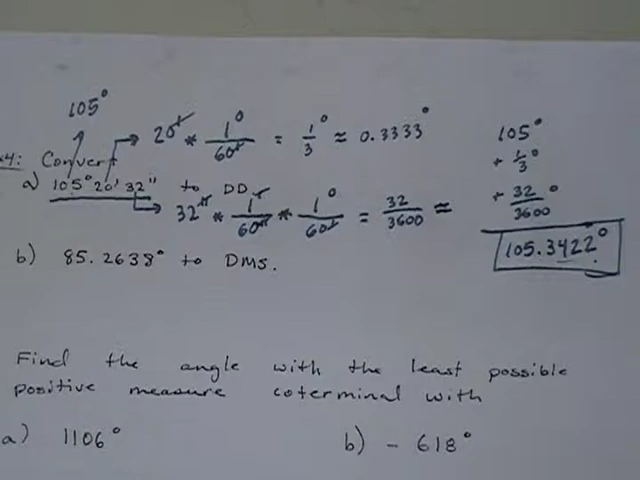 105°
20' * 1°/60' = 1/3° ≈ 0.3333°
105°
x4: Convert
+ 1/3°
a) 105° 20' 32" to DD
32" * 1'/60" * 1°/60' = 32/3600 ≈
+ 32/3600°
105.3422°
b) 85.2638° to DMS.
Find the angle with the least possible
positive measure coterminal with
a) 1106°
b) - 618°